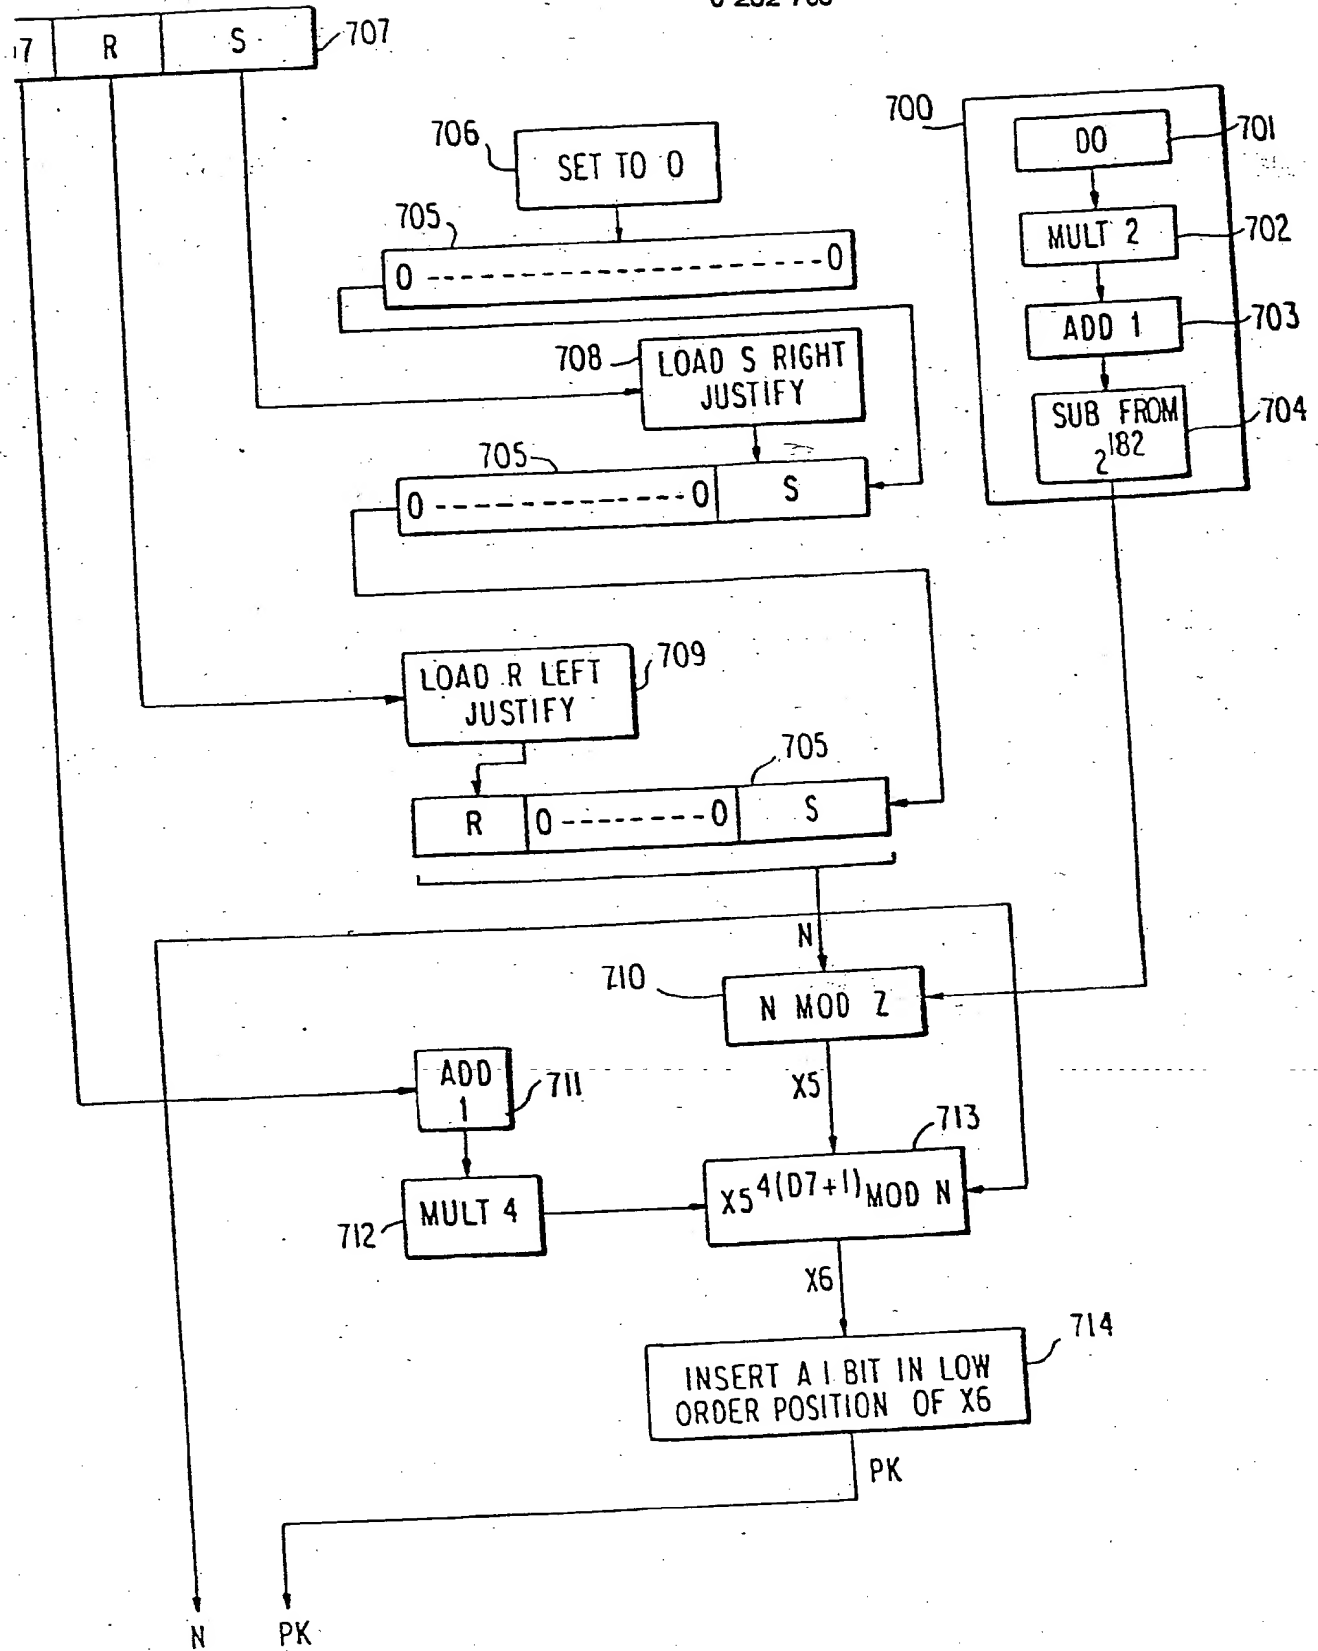 R S 707
706 SET TO 0
700
DO 701
MULT 2 702
ADD 1 703
SUB FROM 2^182 704
705
0 --------------------- 0
708 LOAD S RIGHT
JUSTIFY
705
0 ------------- 0 S
LOAD R LEFT
JUSTIFY
709
705
R 0 -------- 0 S
N
710 N MOD Z
X5
ADD
1
711
MULT 4
712
713
X5^4(D7+1) MOD N
X6
714
INSERT A 1 BIT IN LOW
ORDER POSITION OF X6
PK
N PK